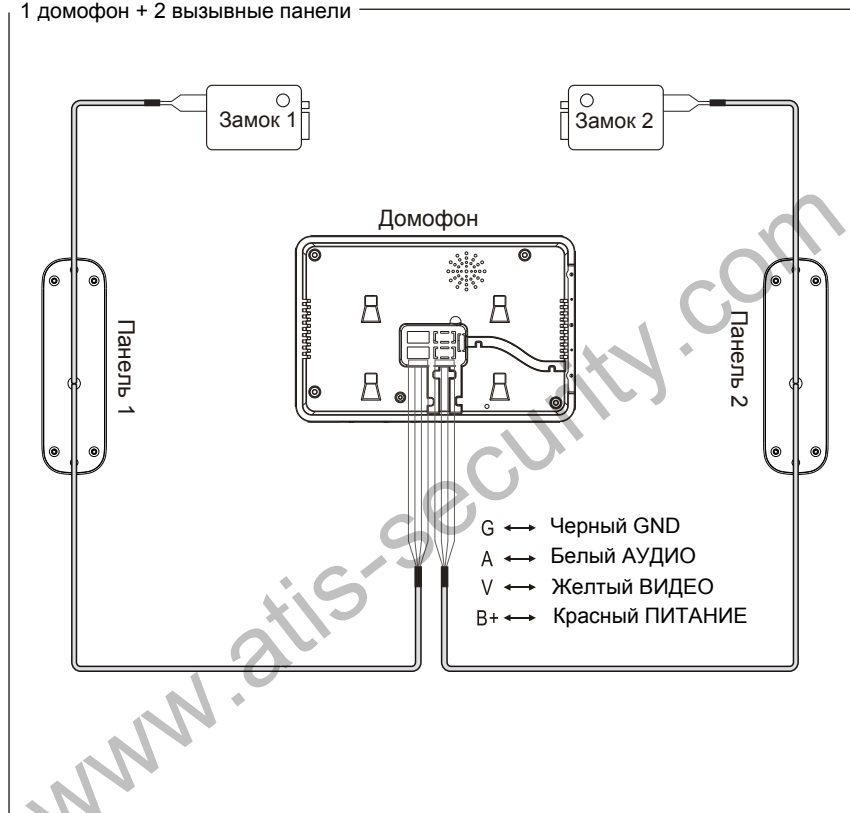 1 домофон + 2 вызывные панели
Замок 1
Замок 2
Домофон
Панель 1
Панель 2
G ↔ Черный GND
A ↔ Белый АУДИО
V ↔ Желтый ВИДЕО
B+ ↔ Красный ПИТАНИЕ
www.atis-security.com